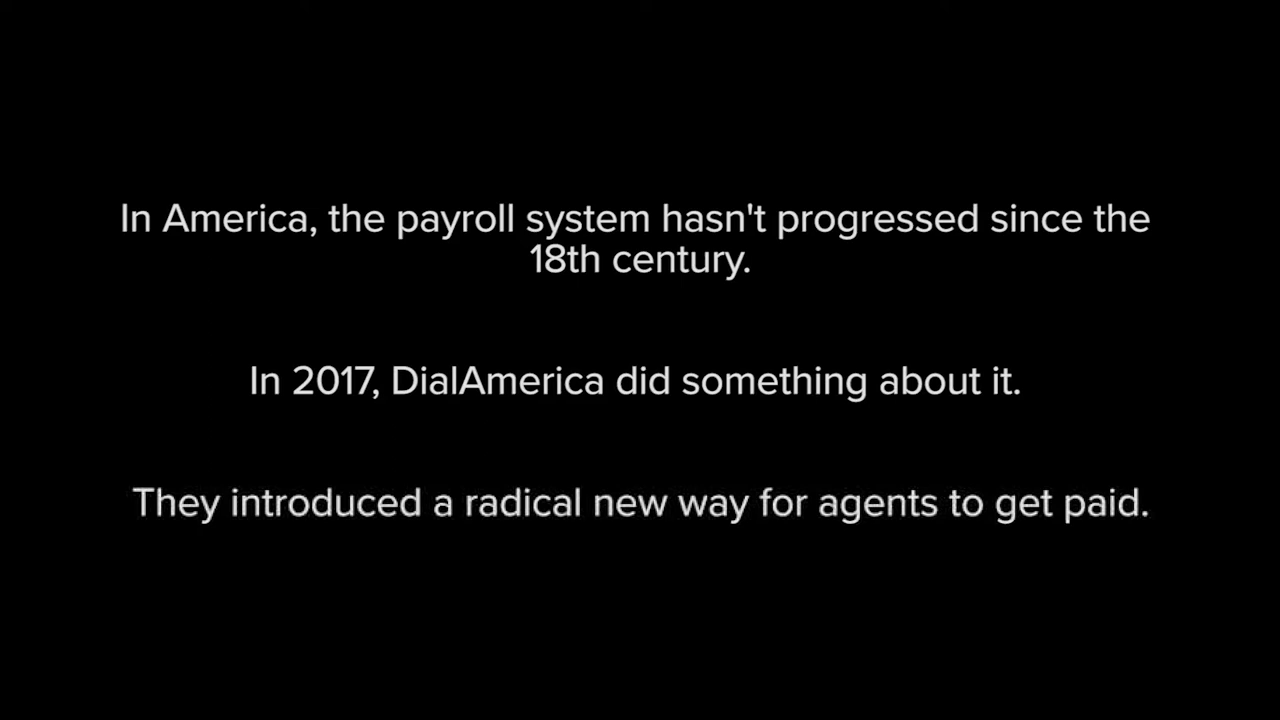 In America, the payroll system hasn't progressed since the
18th century.
In 2017, DialAmerica did something about it.
They introduced a radical new way for agents to get paid.